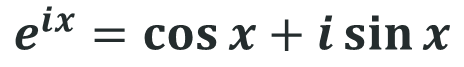 e^{ix} = cos x + i sin x